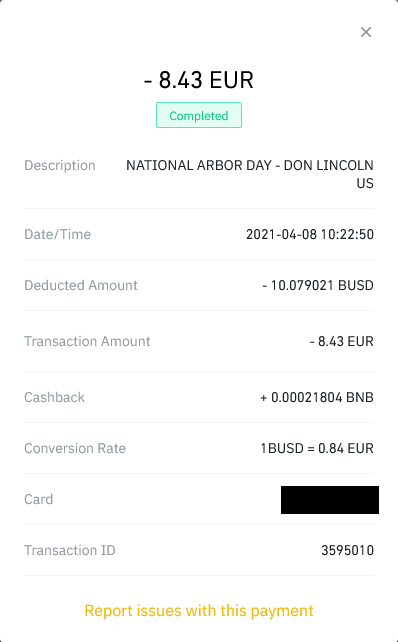 ×
- 8.43 EUR
Completed
Description NATIONAL ARBOR DAY - DON LINCOLN
US
Date/Time 2021-04-08 10:22:50
Deducted Amount - 10.079021 BUSD
Transaction Amount - 8.43 EUR
Cashback + 0.00021804 BNB
Conversion Rate 1BUSD = 0.84 EUR
Card
Transaction ID 3595010
Report issues with this payment